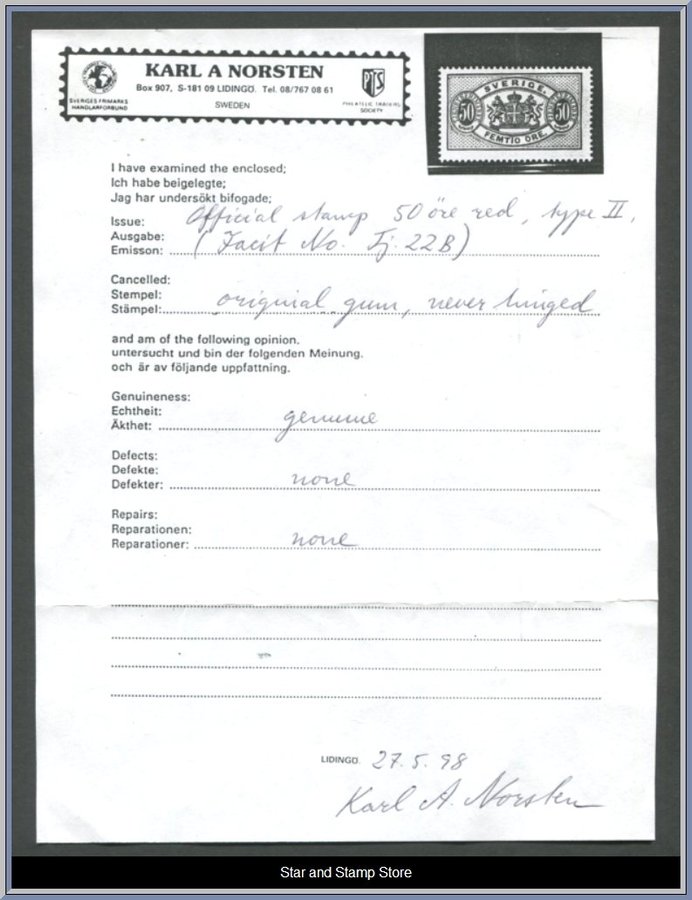 KARL A NORSTEN
Box 907, S-181 09 LIDINGÖ. Tel. 08/767 08 61
SWEDEN
SVERIGES FRIMÄRKS
HANDLARFÖRBUND
PTS
PHILATELIC TRADERS
SOCIETY
SVERIGE.
50 50
FEMTIO ÖRE.
I have examined the enclosed;
Ich habe beigelegte;
Jag har undersökt bifogade;
Issue: Official stamp 50 öre red, type II,
Ausgabe: (Facit No. Tj. 22B)
Emisson:
Cancelled:
Stempel:
Stämpel: original gum, never hinged
and am of the following opinion.
untersucht und bin der folgenden Meinung.
och är av följande uppfattning.
Genuineness:
Echtheit:
Äkthet: genuine
Defects:
Defekte:
Defekter: none
Repairs:
Reparationen:
Reparationer: none
LIDINGÖ. 27.5.98
Karl A. Norsten
Star and Stamp Store